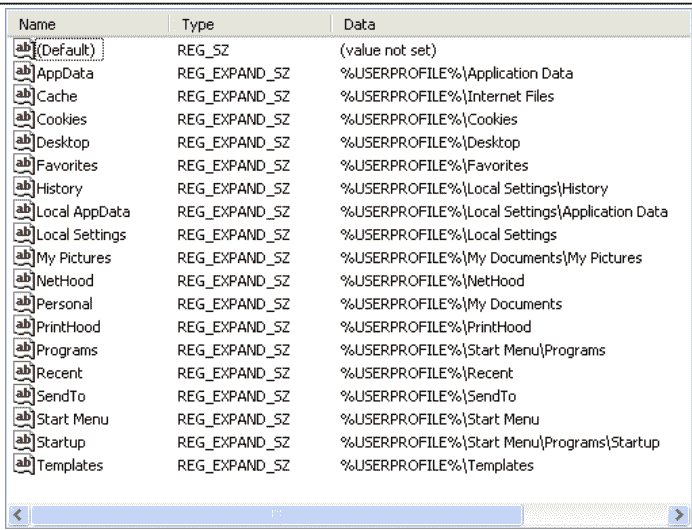 Name Type Data
(Default) REG_SZ (value not set)
AppData REG_EXPAND_SZ %USERPROFILE%\Application Data
Cache REG_EXPAND_SZ %USERPROFILE%\Internet Files
Cookies REG_EXPAND_SZ %USERPROFILE%\Cookies
Desktop REG_EXPAND_SZ %USERPROFILE%\Desktop
Favorites REG_EXPAND_SZ %USERPROFILE%\Favorites
History REG_EXPAND_SZ %USERPROFILE%\Local Settings\History
Local AppData REG_EXPAND_SZ %USERPROFILE%\Local Settings\Application Data
Local Settings REG_EXPAND_SZ %USERPROFILE%\Local Settings
My Pictures REG_EXPAND_SZ %USERPROFILE%\My Documents\My Pictures
NetHood REG_EXPAND_SZ %USERPROFILE%\NetHood
Personal REG_EXPAND_SZ %USERPROFILE%\My Documents
PrintHood REG_EXPAND_SZ %USERPROFILE%\PrintHood
Programs REG_EXPAND_SZ %USERPROFILE%\Start Menu\Programs
Recent REG_EXPAND_SZ %USERPROFILE%\Recent
SendTo REG_EXPAND_SZ %USERPROFILE%\SendTo
Start Menu REG_EXPAND_SZ %USERPROFILE%\Start Menu
Startup REG_EXPAND_SZ %USERPROFILE%\Start Menu\Programs\Startup
Templates REG_EXPAND_SZ %USERPROFILE%\Templates